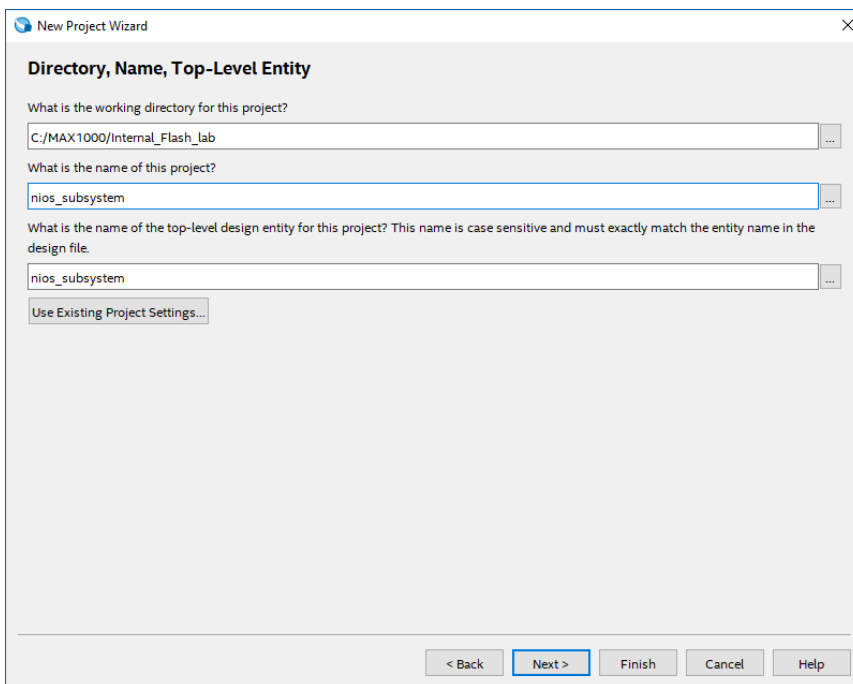 New Project Wizard
Directory, Name, Top-Level Entity
What is the working directory for this project?
C:/MAX1000/Internal_Flash_lab
...
What is the name of this project?
nios_subsystem
...
What is the name of the top-level design entity for this project? This name is case sensitive and must exactly match the entity name in the
design file.
nios_subsystem
...
Use Existing Project Settings...
< Back
Next >
Finish
Cancel
Help